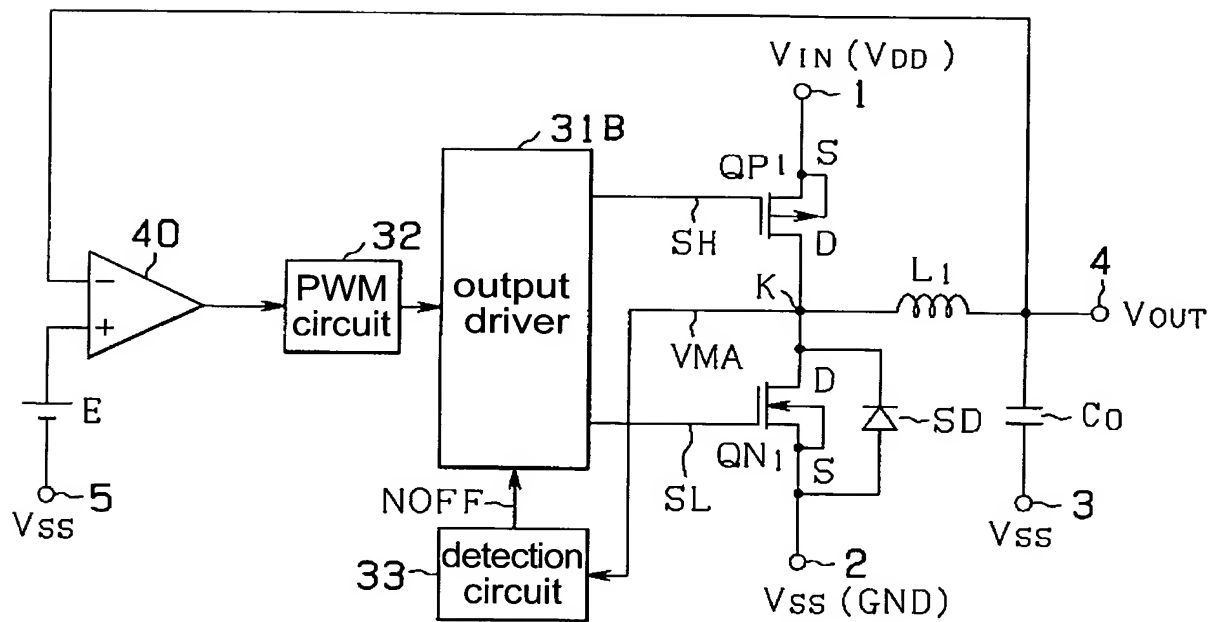 VIN (VDD)
1
31B
S
QP1
40
32
SH
D
PWM
circuit
output
driver
K
L1
4
VOUT
−
+
VMA
D
E
SD
C0
QN1
S
5
VSS
NOFF
SL
3
VSS
33
detection
circuit
2
VSS (GND)